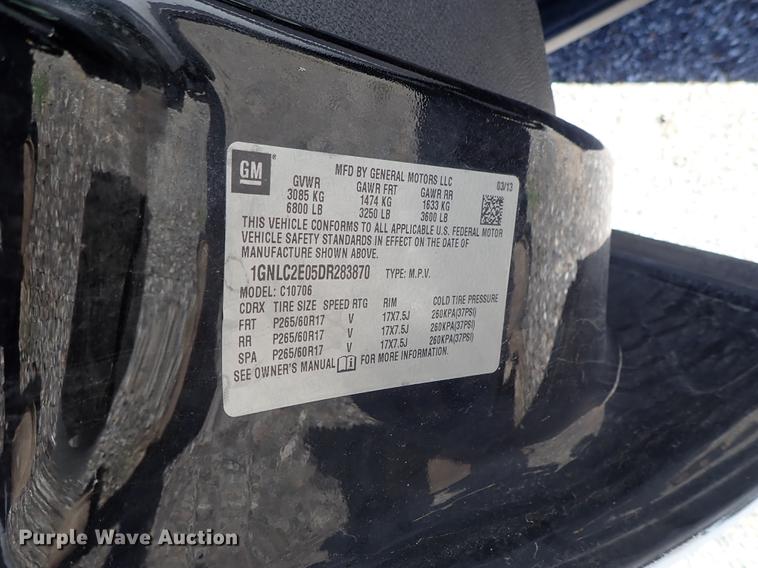 GM
MFD BY GENERAL MOTORS LLC
03/13
GVWR GAWR FRT GAWR RR
3085 KG 1474 KG 1633 KG
6800 LB 3250 LB 3600 LB
THIS VEHICLE CONFORMS TO ALL APPLICABLE U.S. FEDERAL MOTOR
VEHICLE SAFETY STANDARDS IN EFFECT ON THE DATE OF
MANUFACTURE SHOWN ABOVE.
1GNLC2E05DR283870 TYPE: M.P.V.
MODEL: C10706
CDRX TIRE SIZE SPEED RTG RIM COLD TIRE PRESSURE
FRT P265/60R17 V 17X7.5J 260KPA(37PSI)
RR P265/60R17 V 17X7.5J 260KPA(37PSI)
SPA P265/60R17 V 17X7.5J 260KPA(37PSI)
SEE OWNER'S MANUAL FOR MORE INFORMATION.
Purple Wave Auction